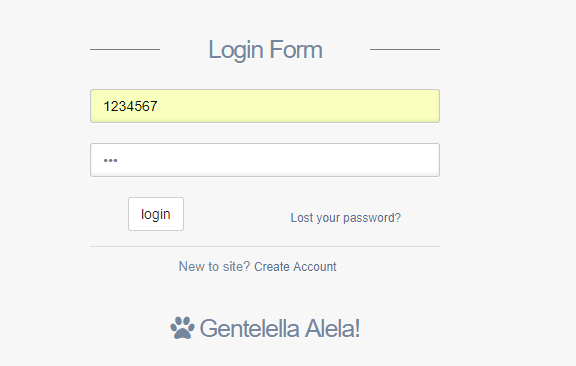 Login Form
1234567
•••
login Lost your password?
New to site? Create Account
Gentelella Alela!